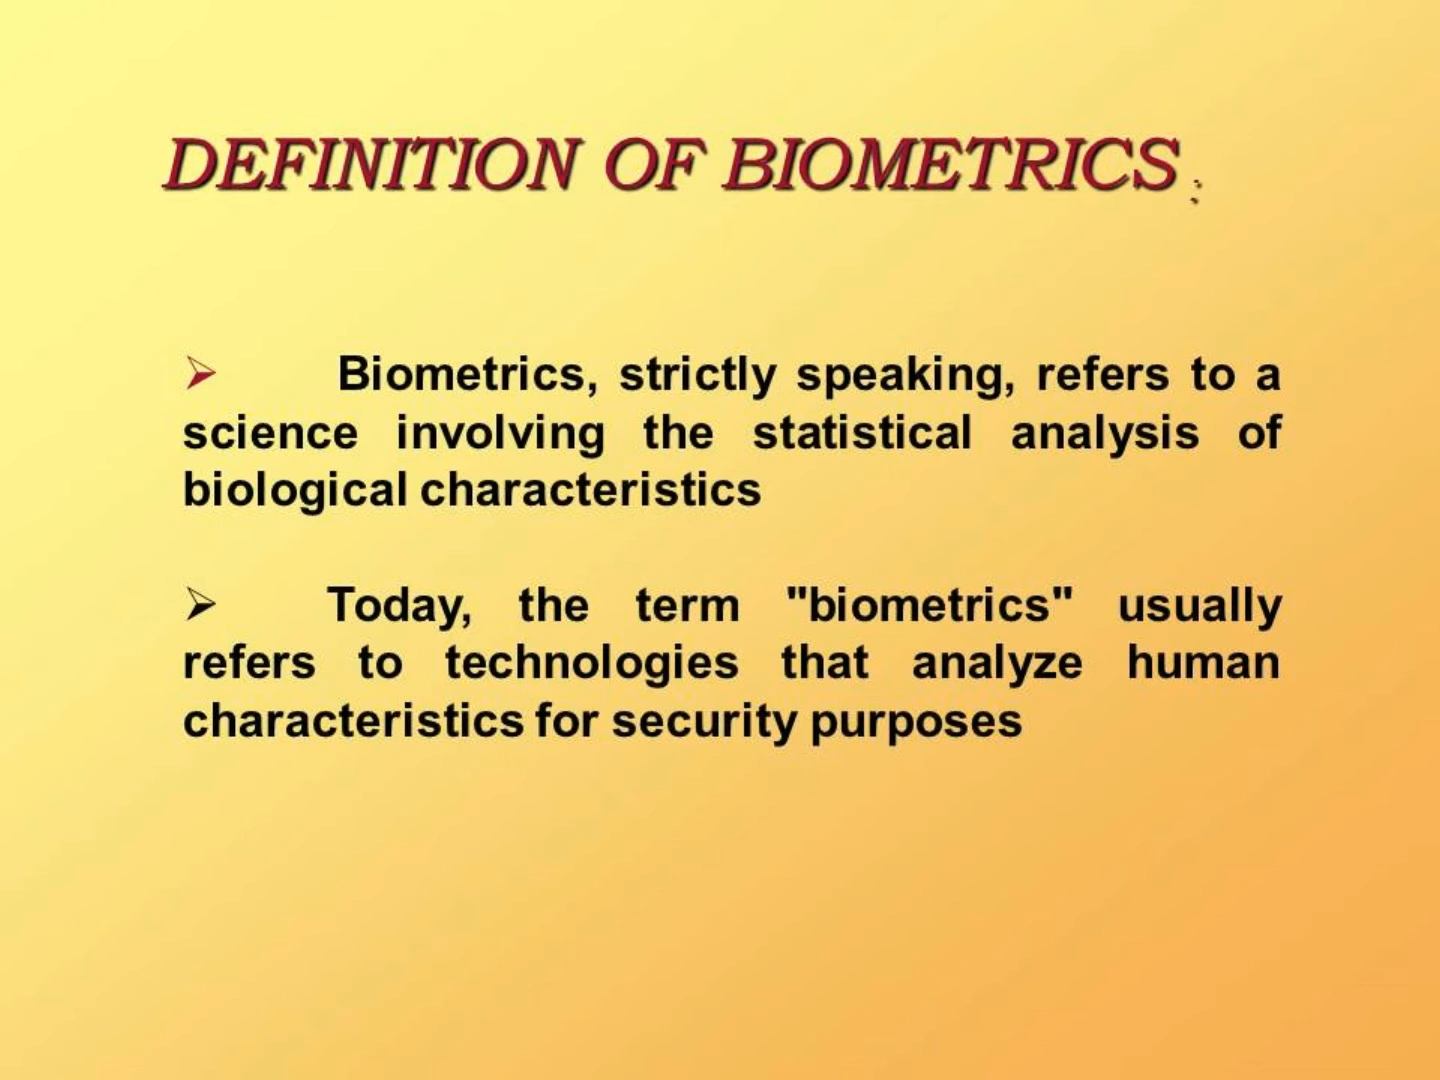 DEFINITION OF BIOMETRICS :
➢ Biometrics, strictly speaking, refers to a
science involving the statistical analysis of
biological characteristics
➢ Today, the term "biometrics" usually
refers to technologies that analyze human
characteristics for security purposes